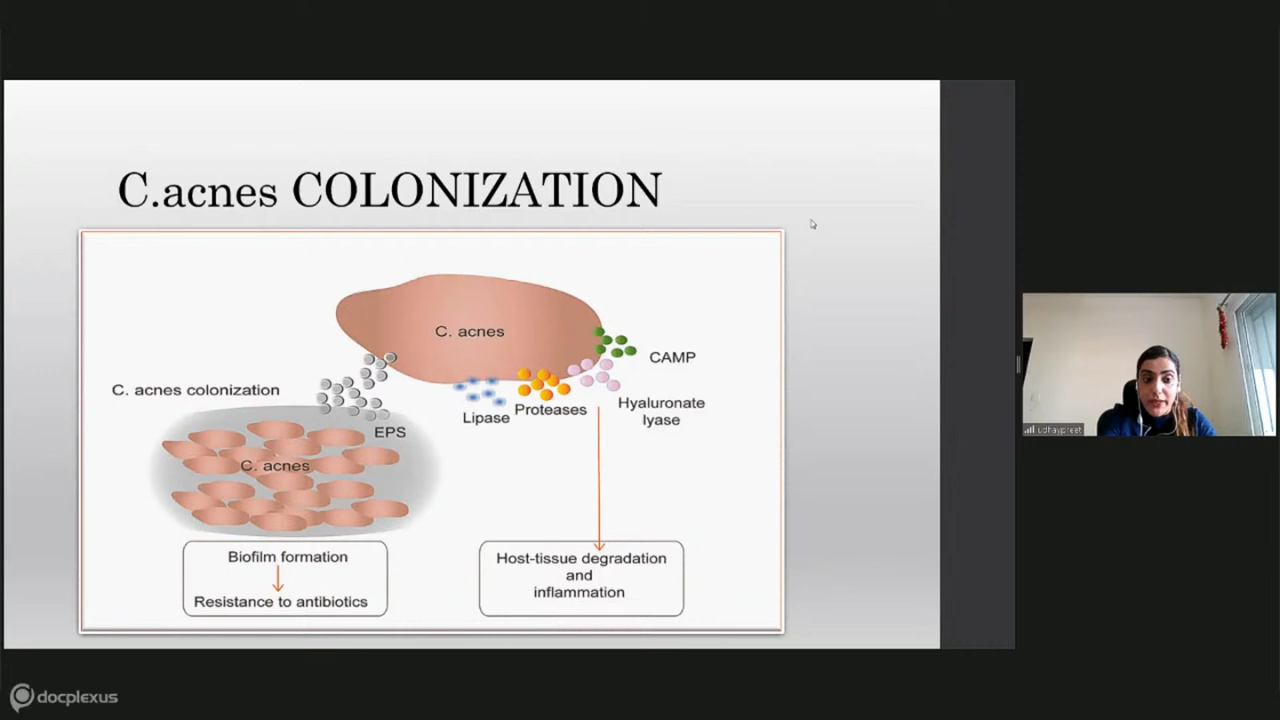 C.acnes COLONIZATION
C. acnes
CAMP
C. acnes colonization
Hyaluronate
lyase
Lipase
Proteases
EPS
C. acnes
Biofilm formation
Resistance to antibiotics
Host-tissue degradation
and
inflammation
udhaypreet
docplexus